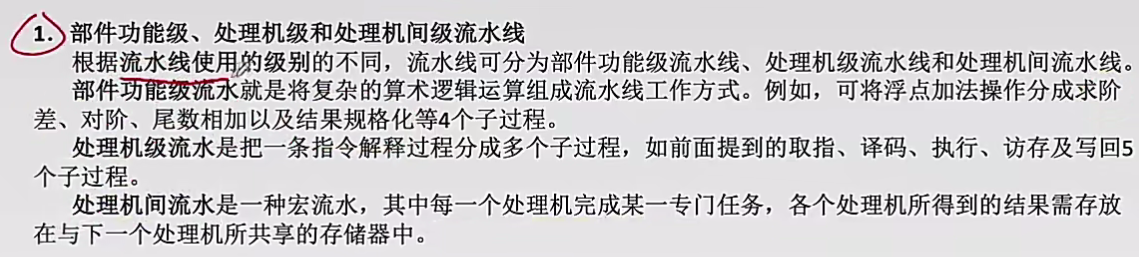 1. 部件功能级、处理机级和处理机间级流水线
根据流水线使用的级别的不同，流水线可分为部件功能级流水线、处理机级流水线和处理机间流水线。
部件功能级流水就是将复杂的算术逻辑运算组成流水线工作方式。例如，可将浮点加法操作分成求阶
差、对阶、尾数相加以及结果规格化等4个子过程。
处理机级流水是把一条指令解释过程分成多个子过程，如前面提到的取指、译码、执行、访存及写回5
个子过程。
处理机间流水是一种宏流水，其中每一个处理机完成某一专门任务，各个处理机所得到的结果需存放
在与下一个处理机所共享的存储器中。